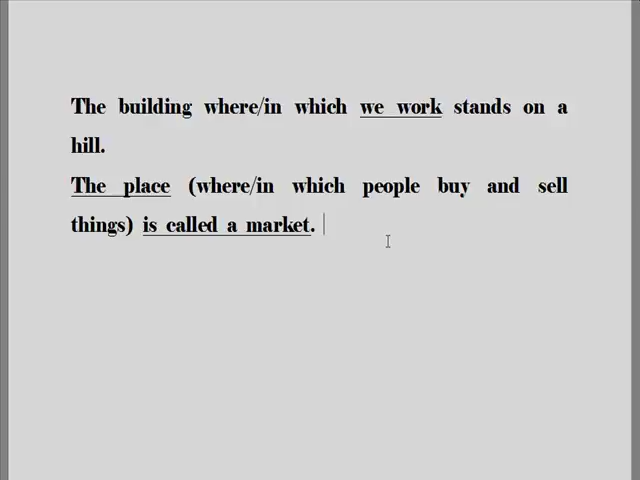 The building where/in which we work stands on a
hill.
The place (where/in which people buy and sell
things) is called a market.